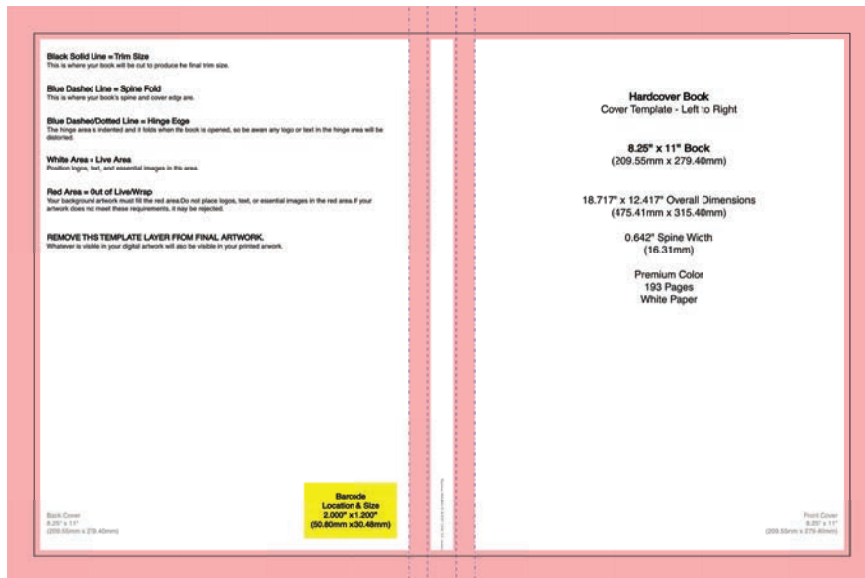 Black Solid Line = Trim Size
This is where your book will be cut to produce the final trim size.
Blue Dashed Line = Spine Fold
This is where your book's spine and cover edge are.
Blue Dashed/Dotted Line = Hinge Edge
The hinge area is indented and it folds when the book is opened, so be aware any logo or text in the hinge area will be
distorted.
White Area = Live Area
Position logos, text, and essential images in this area.
Red Area = Out of Live/Wrap
Your background artwork must fill the red area. Do not place logos, text, or essential images in the red area. If your
artwork does not meet these requirements, it may be rejected.
REMOVE THIS TEMPLATE LAYER FROM FINAL ARTWORK.
Whatever is visible in your digital artwork will also be visible in your printed artwork.
Barcode
Location & Size
2.000" x 1.200"
(50.80mm x 30.48mm)
Back Cover
8.25" x 11"
(209.55mm x 279.40mm)
Hardcover Book
Cover Template - Left to Right
8.25" x 11" Book
(209.55mm x 279.40mm)
18.717" x 12.417" Overall Dimensions
(475.41mm x 315.40mm)
0.642" Spine Width
(16.31mm)
Premium Color
193 Pages
White Paper
Front Cover
8.25" x 11"
(209.55mm x 279.40mm)